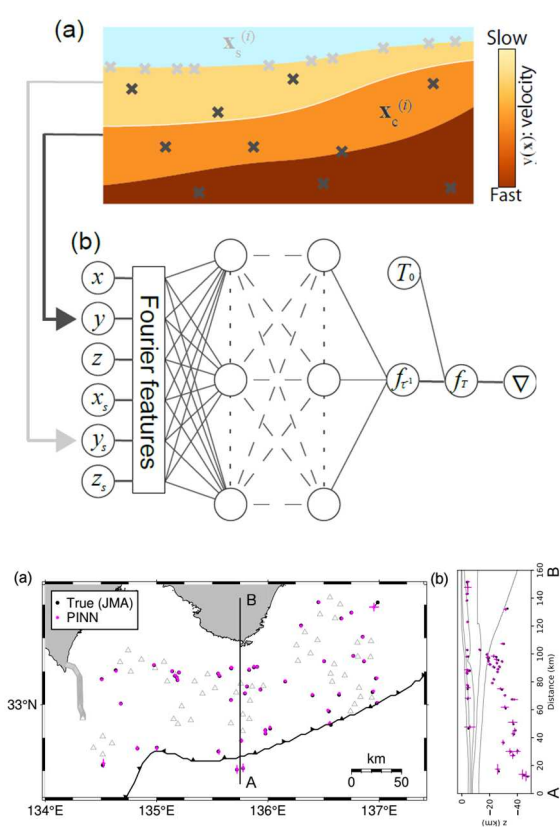 (a)
x_s^(i)
x_c^(i)
Slow
y(x): velocity
Fast
(b)
x
y
z
x_s
y_s
z_s
Fourier features
T_0
f_τ^-1
f_T
∇
(a)
True (JMA)
PINN
B
A
33°N
km
0 50
134°E 135°E 136°E 137°E
(b)
B
160
140
120
100
80
60
40
20
0
Distance (km)
A
0 −20 −40
z (km)